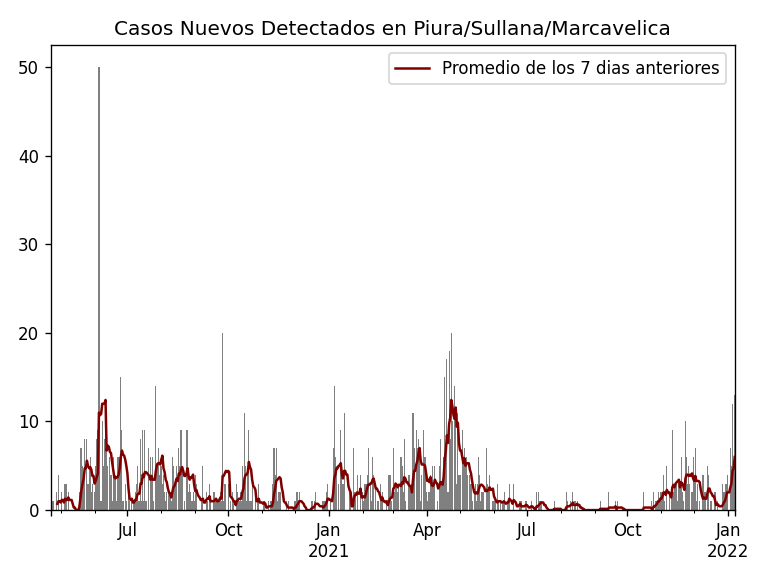 Casos Nuevos Detectados en Piura/Sullana/Marcavelica
Promedio de los 7 dias anteriores
50
40
30
20
10
0
Jul
Oct
Jan
2021
Apr
Jul
Oct
Jan
2022